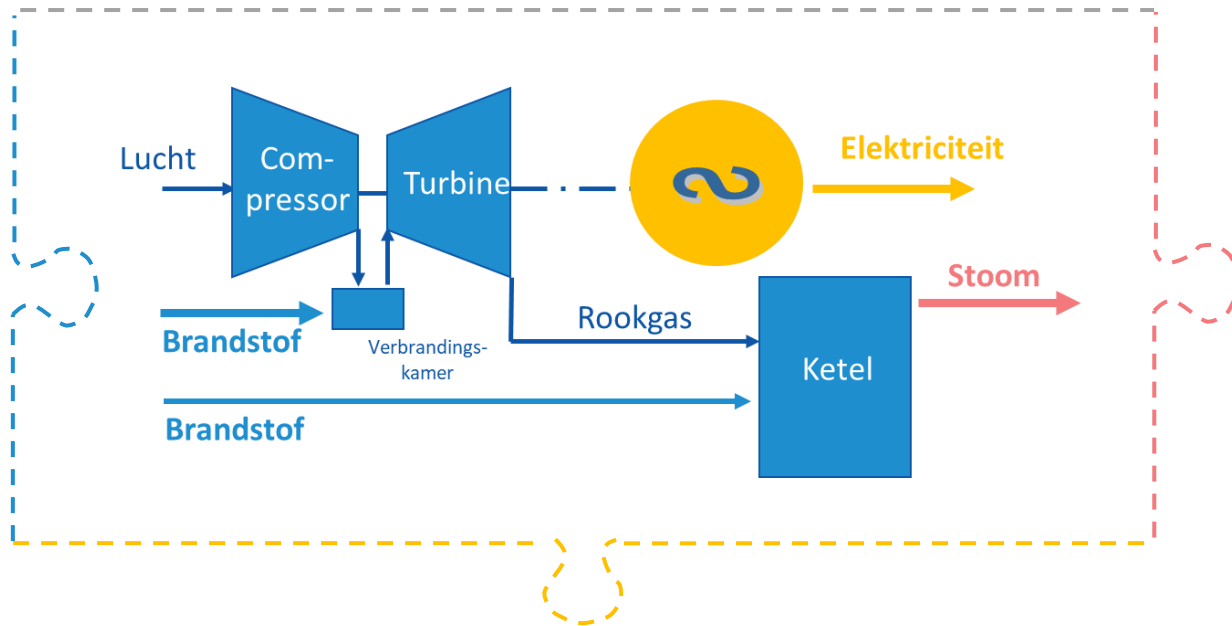 Lucht
Com-
pressor
Turbine
Elektriciteit
Stoom
Brandstof
Verbrandings-
kamer
Rookgas
Ketel
Brandstof